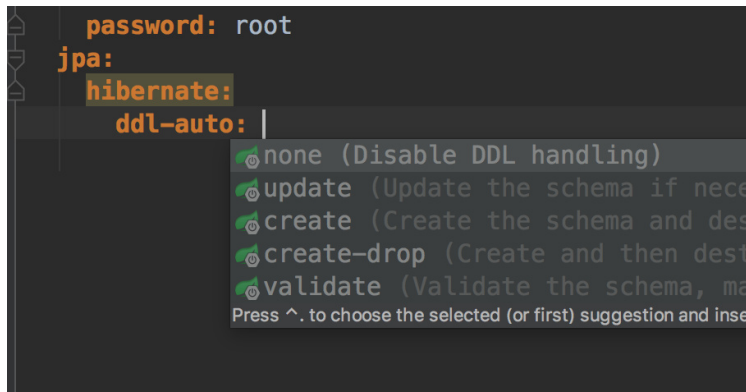 password: root
jpa:
hibernate:
ddl-auto:
none (Disable DDL handling)
update (Update the schema if nece
create (Create the schema and des
create-drop (Create and then dest
validate (Validate the schema, ma
Press ^. to choose the selected (or first) suggestion and inse